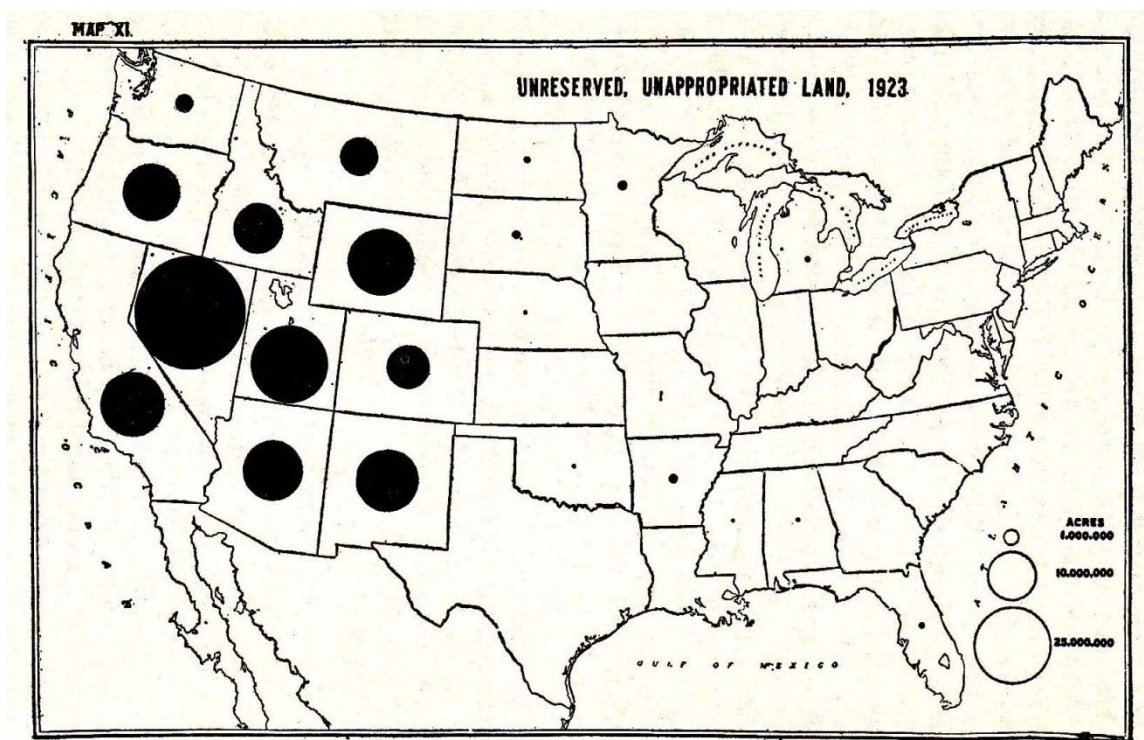 MAP XI.
UNRESERVED, UNAPPROPRIATED LAND, 1923
ACRES
1.000.000
10.000.000
25.000.000
GULF OF MEXICO